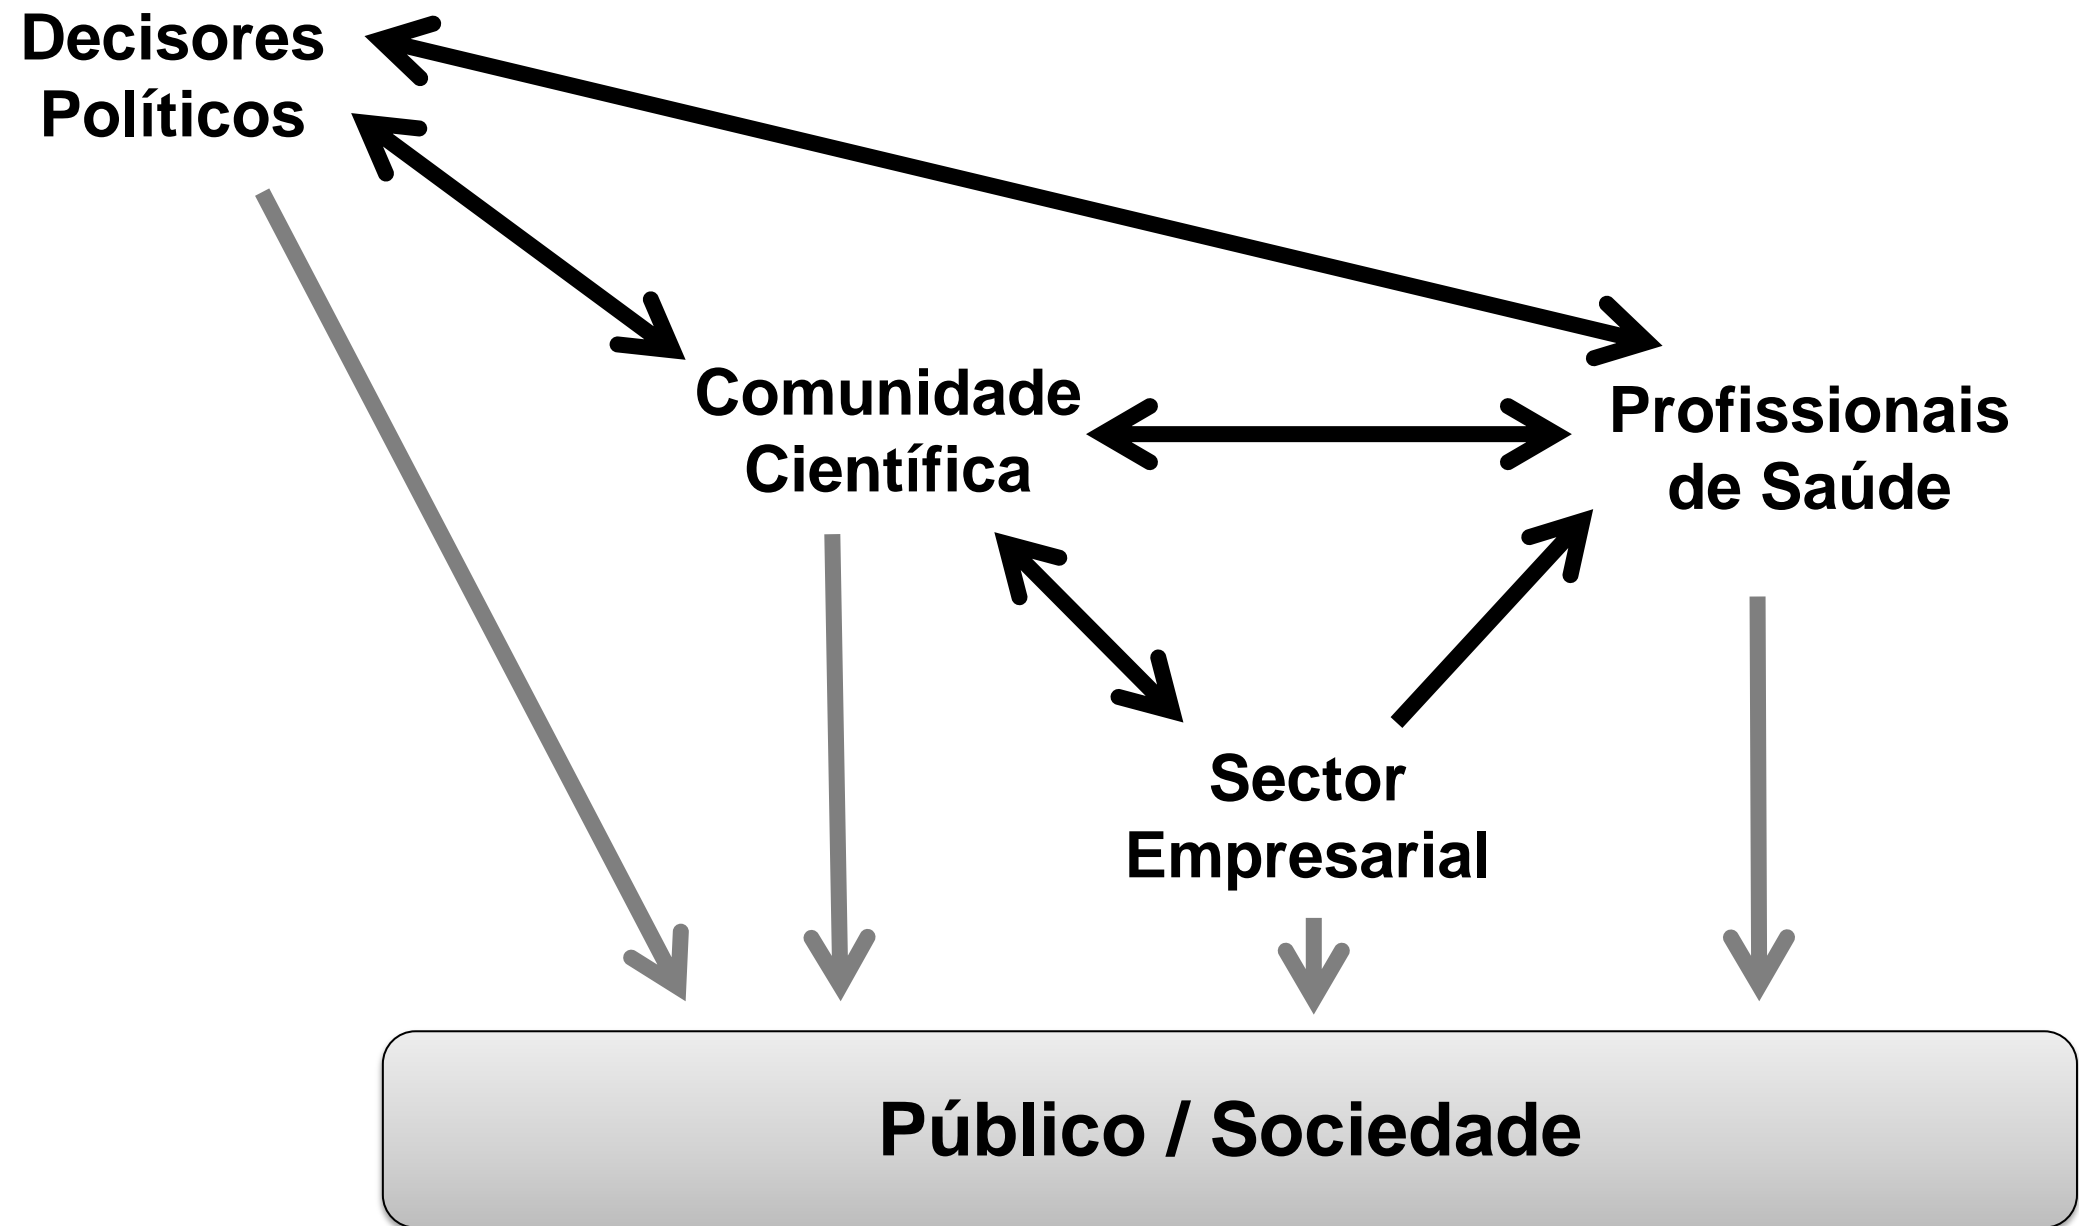 Decisores
Políticos
Comunidade
Científica
Profissionais
de Saúde
Sector
Empresarial
Público / Sociedade